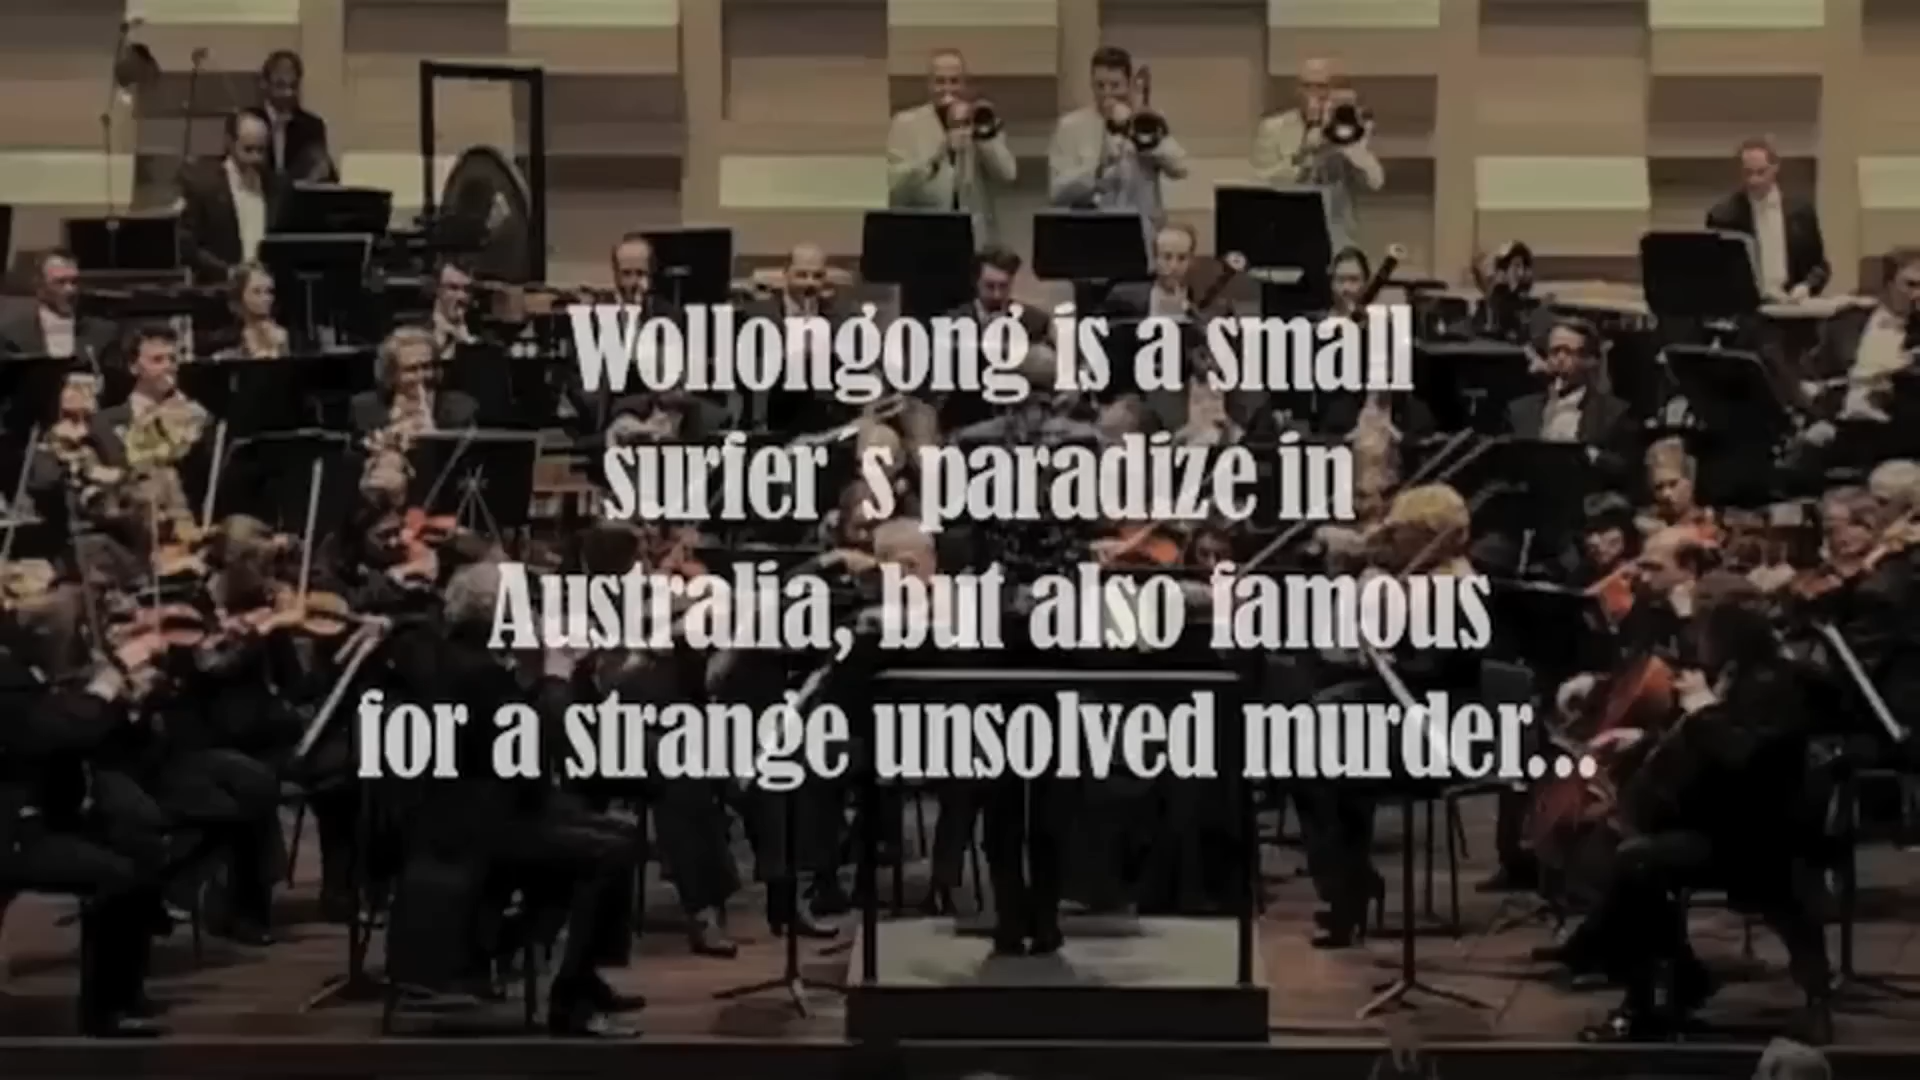 Wollongong is a small
surfer´s paradize in
Australia, but also famous
for a strange unsolved murder...